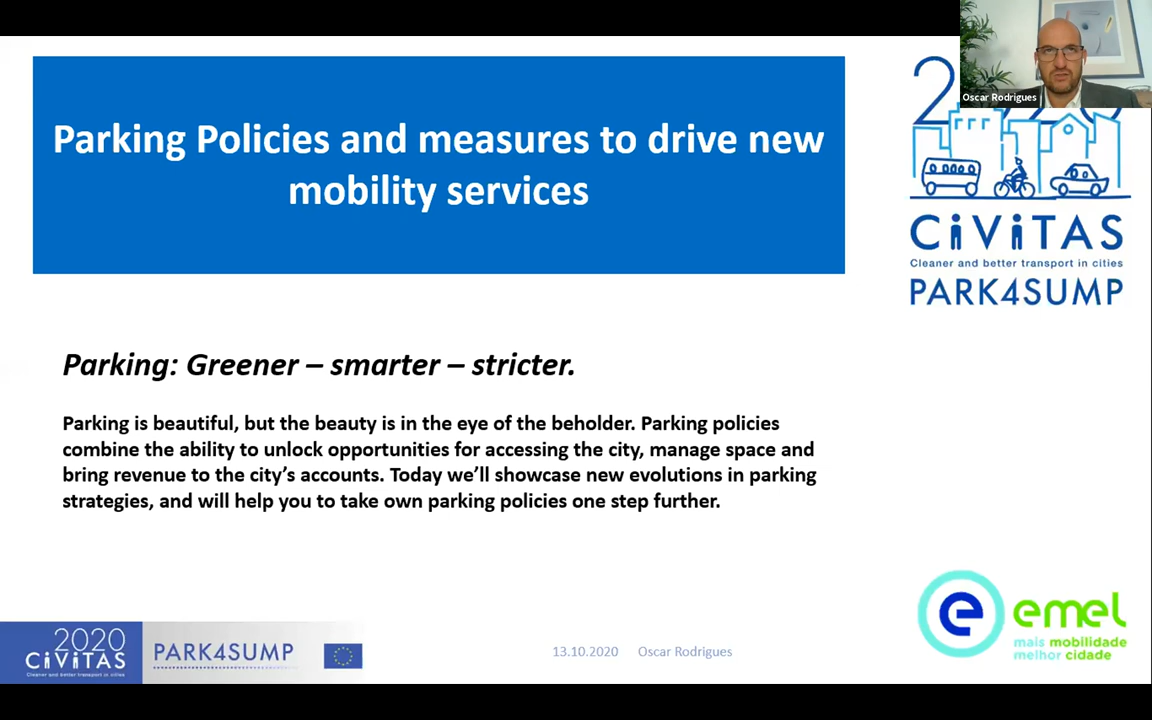 Oscar Rodrigues
Parking Policies and measures to drive new
mobility services
CiViTAS
Cleaner and better transport in cities
PARK4SUMP
Parking: Greener – smarter – stricter.
Parking is beautiful, but the beauty is in the eye of the beholder. Parking policies
combine the ability to unlock opportunities for accessing the city, manage space and
bring revenue to the city’s accounts. Today we’ll showcase new evolutions in parking
strategies, and will help you to take own parking policies one step further.
2020
CiViTAS
Cleaner and better transport in cities
PARK4SUMP
13.10.2020 Oscar Rodrigues
e emel
mais mobilidade
melhor cidade